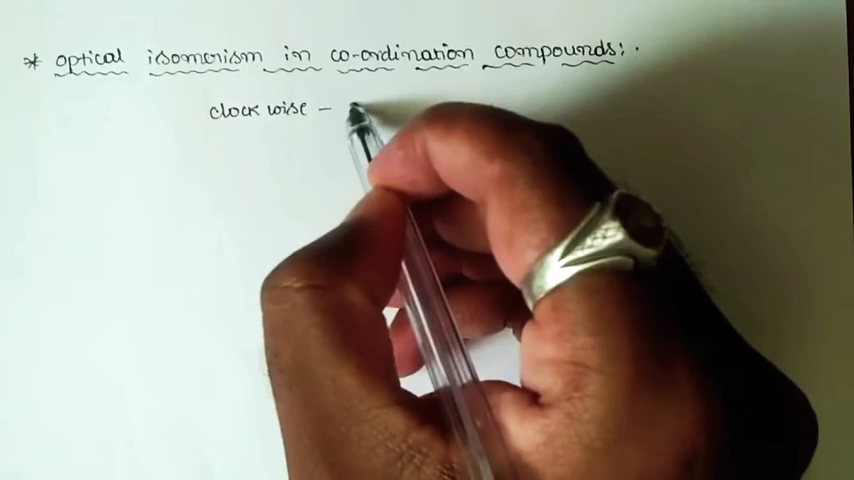 * optical isomerism in co-ordination compounds:.
clock wise -